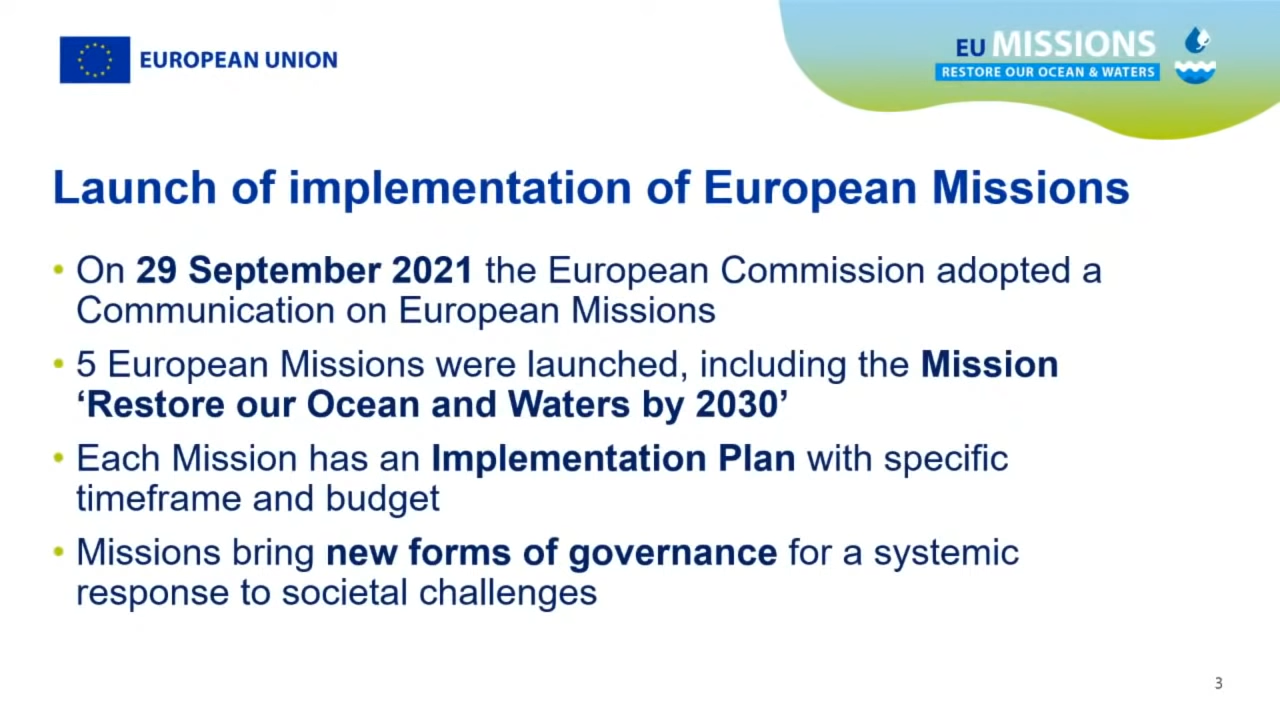 EUROPEAN UNION
EU MISSIONS
RESTORE OUR OCEAN & WATERS
Launch of implementation of European Missions
• On 29 September 2021 the European Commission adopted a
Communication on European Missions
• 5 European Missions were launched, including the Mission
‘Restore our Ocean and Waters by 2030’
• Each Mission has an Implementation Plan with specific
timeframe and budget
• Missions bring new forms of governance for a systemic
response to societal challenges
3